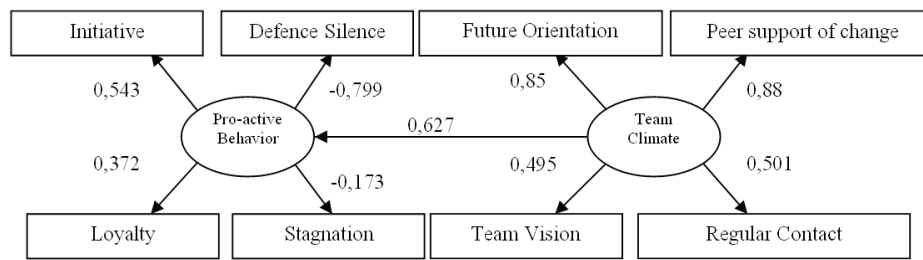 Initiative
Defence Silence
Future Orientation
Peer support of change
0,543
-0,799
0,85
0,88
Pro-active
Behavior
0,627
Team
Climate
0,372
-0,173
0,495
0,501
Loyalty
Stagnation
Team Vision
Regular Contact